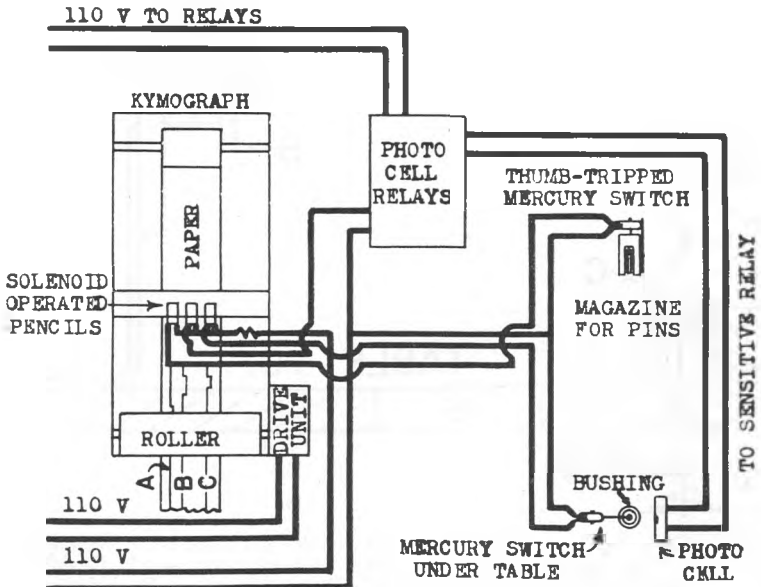 110 V TO RELAYS
KYMOGRAPH
PHOTO
CELL
RELAYS
THUMB-TRIPPED
MERCURY SWITCH
PAPER
SOLENOID
OPERATED
PENCILS
MAGAZINE
FOR PINS
TO SENSITIVE RELAY
DRIVE
UNIT
ROLLER
A
B
C
BUSHING
110 V
110 V
MERCURY SWITCH
UNDER TABLE
PHOTO
CELL